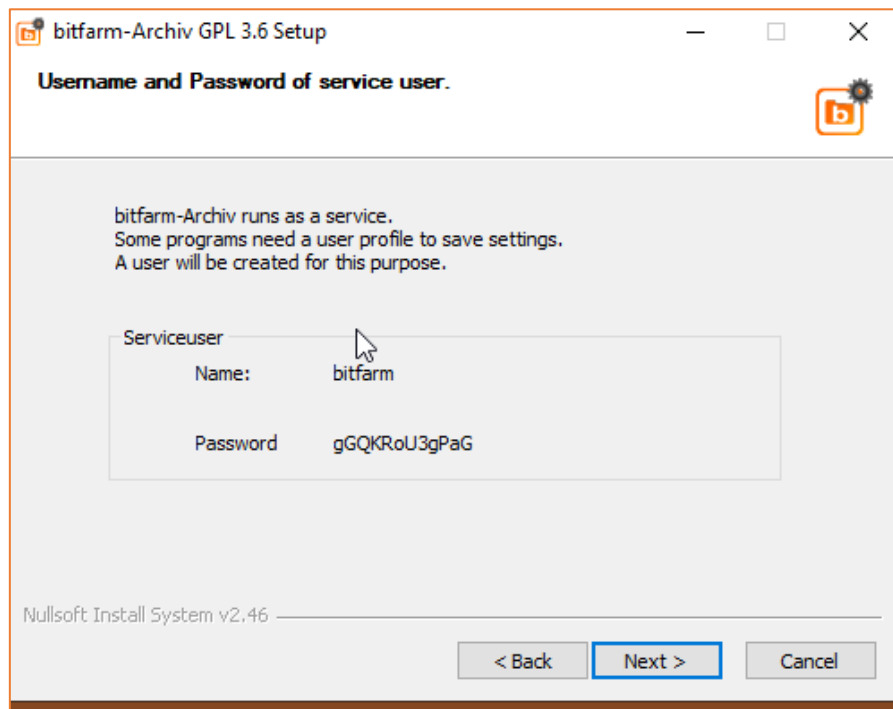 bitfarm-Archiv GPL 3.6 Setup
Username and Password of service user.
bitfarm-Archiv runs as a service.
Some programs need a user profile to save settings.
A user will be created for this purpose.
Serviceuser
Name: bitfarm
Password gGQKRoU3gPaG
Nullsoft Install System v2.46
< Back Next > Cancel